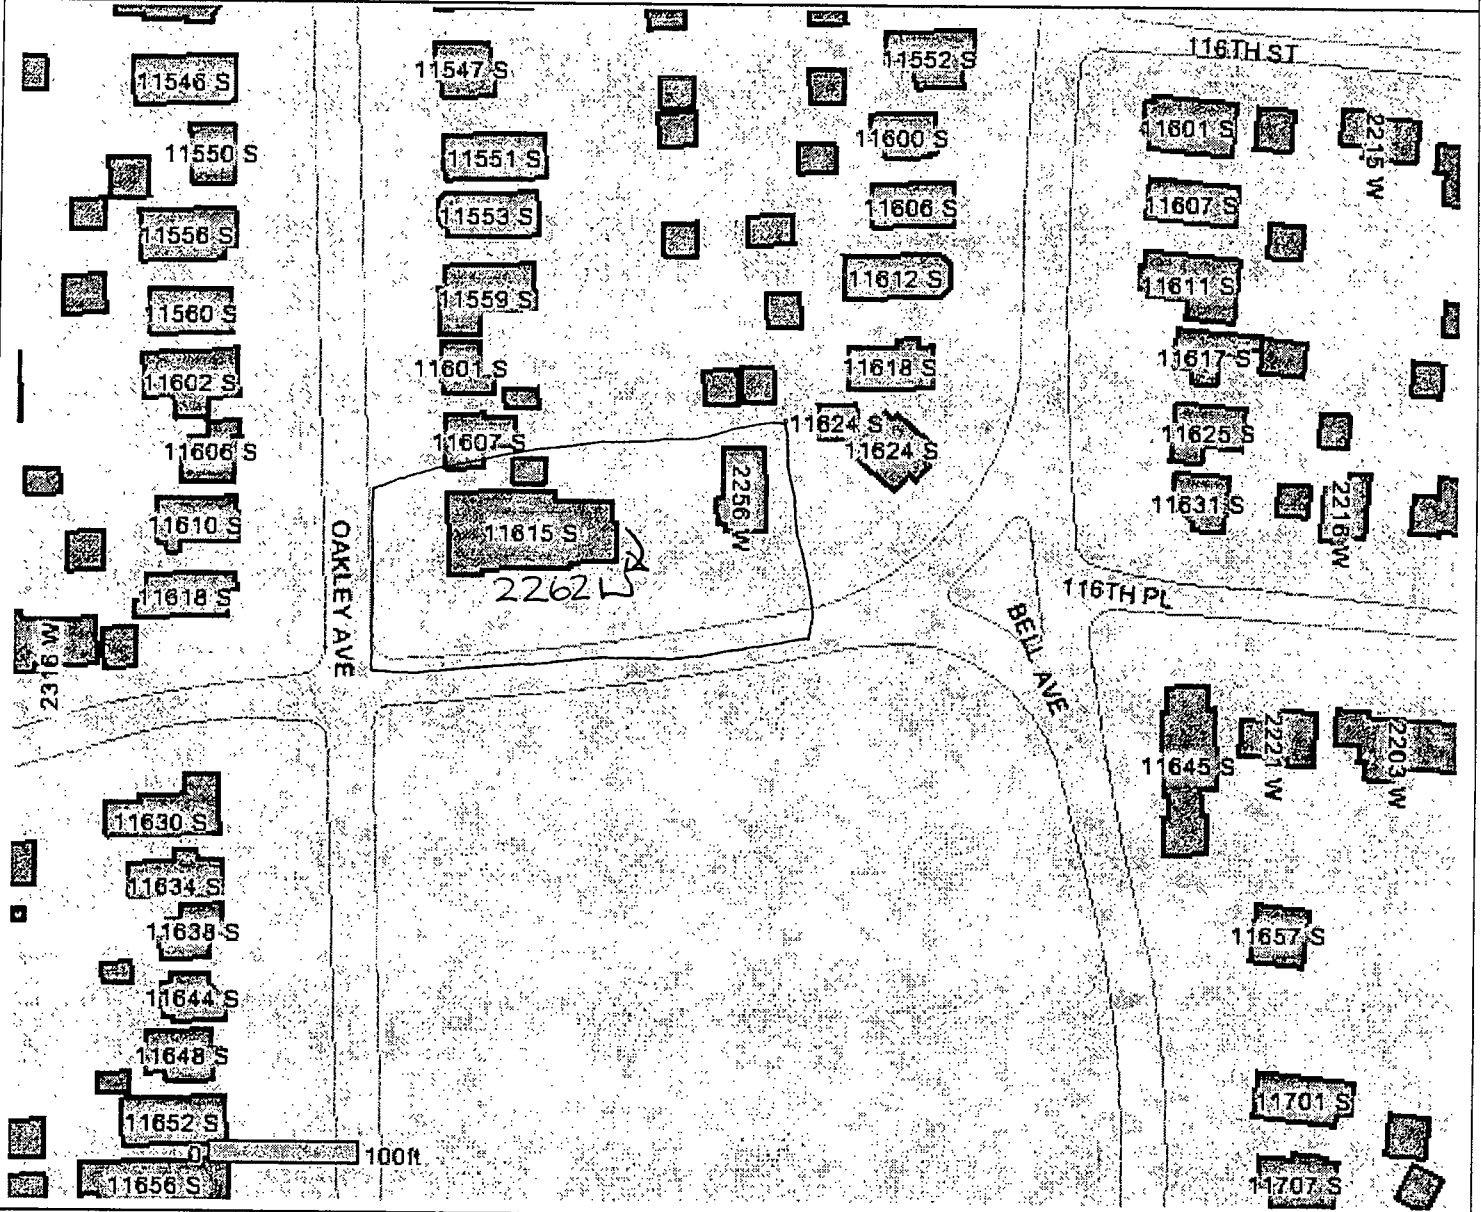 11546 S
11547 S
11552 S
116TH ST
11550 S
11551 S
11600 S
11601 S
2215 W
11556 S
11553 S
11606 S
11607 S
11560 S
11559 S
11612 S
11611 S
11602 S
11601 S
11618 S
11617 S
11606 S
11607 S
11624 S
11624 S
11625 S
11610 S
OAKLEY AVE
11615 S
2256 W
11631 S
2216 W
11618 S
2262 W
116TH PL
2319 W
BELL AVE
11645 S
2221 W
2203 W
11630 S
11634 S
11638 S
11657 S
11644 S
11648 S
11652 S
11701 S
0
100ft
11656 S
11707 S